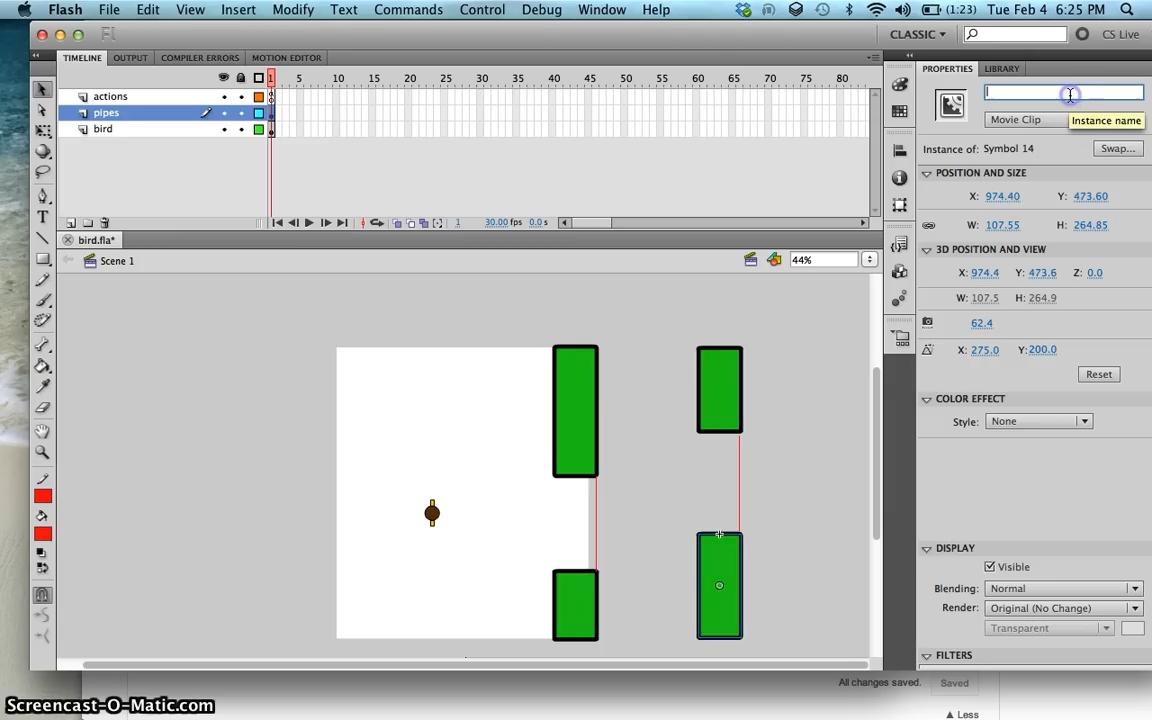 Flash File Edit View Insert Modify Text Commands Control Debug Window Help (1:23) Tue Feb 4 6:25 PM
Fl CLASSIC CS Live
TIMELINE OUTPUT COMPILER ERRORS MOTION EDITOR PROPERTIES LIBRARY
1 5 10 15 20 25 30 35 40 45 50 55 60 65 70 75 80
actions
pipes
bird
Movie Clip Instance name
Instance of: Symbol 14 Swap...
POSITION AND SIZE
X: 974.40 Y: 473.60
W: 107.55 H: 264.85
1 30.00 fps 0.0 s
bird.fla*
Scene 1 44%
3D POSITION AND VIEW
X: 974.4 Y: 473.6 Z: 0.0
W: 107.5 H: 264.9
62.4
X: 275.0 Y: 200.0
Reset
COLOR EFFECT
Style: None
DISPLAY
Visible
Blending: Normal
Render: Original (No Change)
Transparent
FILTERS
All changes saved. Saved
Less
Screencast-O-Matic.com